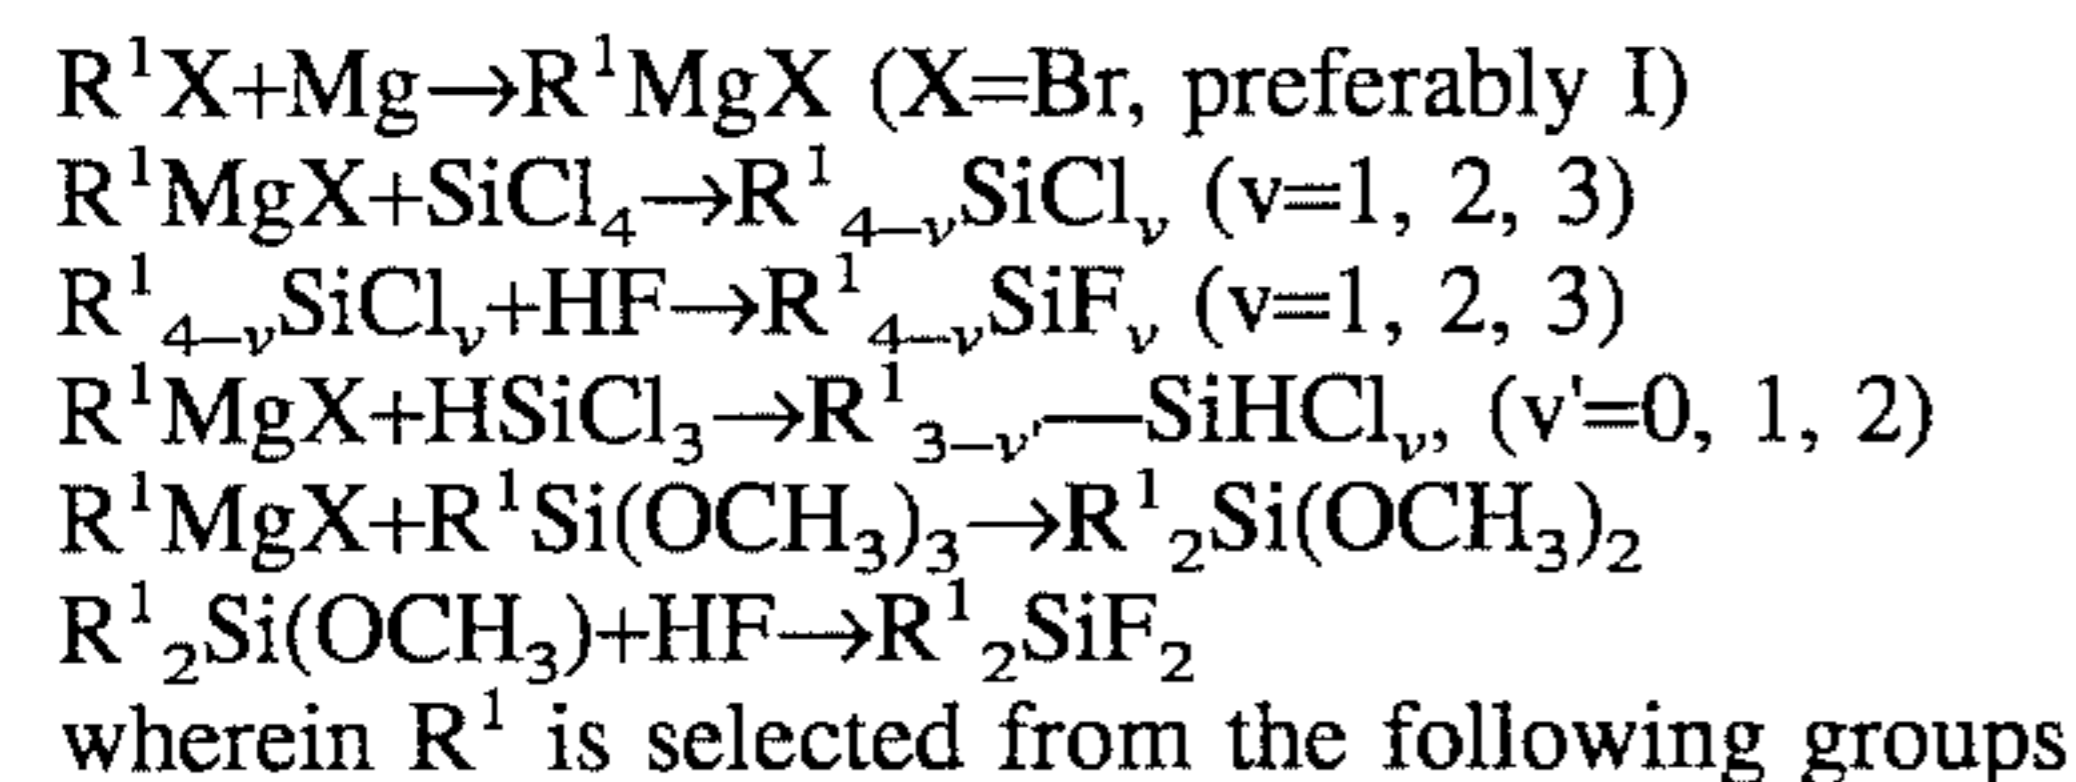 R¹X+Mg→R¹MgX (X=Br, preferably I)
R¹MgX+SiCl₄→R¹₄₋ᵥSiClᵥ (v=1, 2, 3)
R¹₄₋ᵥSiClᵥ+HF→R¹₄₋ᵥSiFᵥ (v=1, 2, 3)
R¹MgX+HSiCl₃→R¹₃₋ᵥ'—SiHClᵥ, (v'=0, 1, 2)
R¹MgX+R¹Si(OCH₃)₃→R¹₂Si(OCH₃)₂
R¹₂Si(OCH₃)+HF→R¹₂SiF₂
wherein R¹ is selected from the following groups